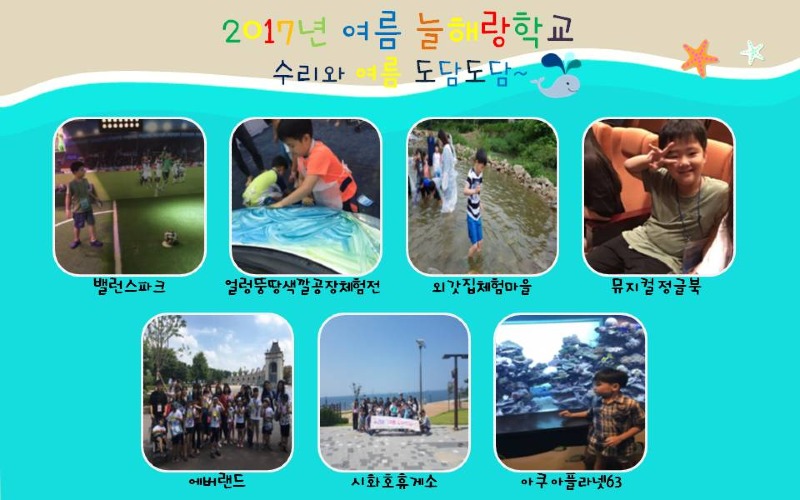 2017년 여름 늘해랑학교
수리와 여름 도담도담~
밸런스파크
얼렁뚱땅색깔공장체험전
외갓집체험마을
뮤지컬 정글북
에버랜드
시화호휴게소
아쿠아플라넷63